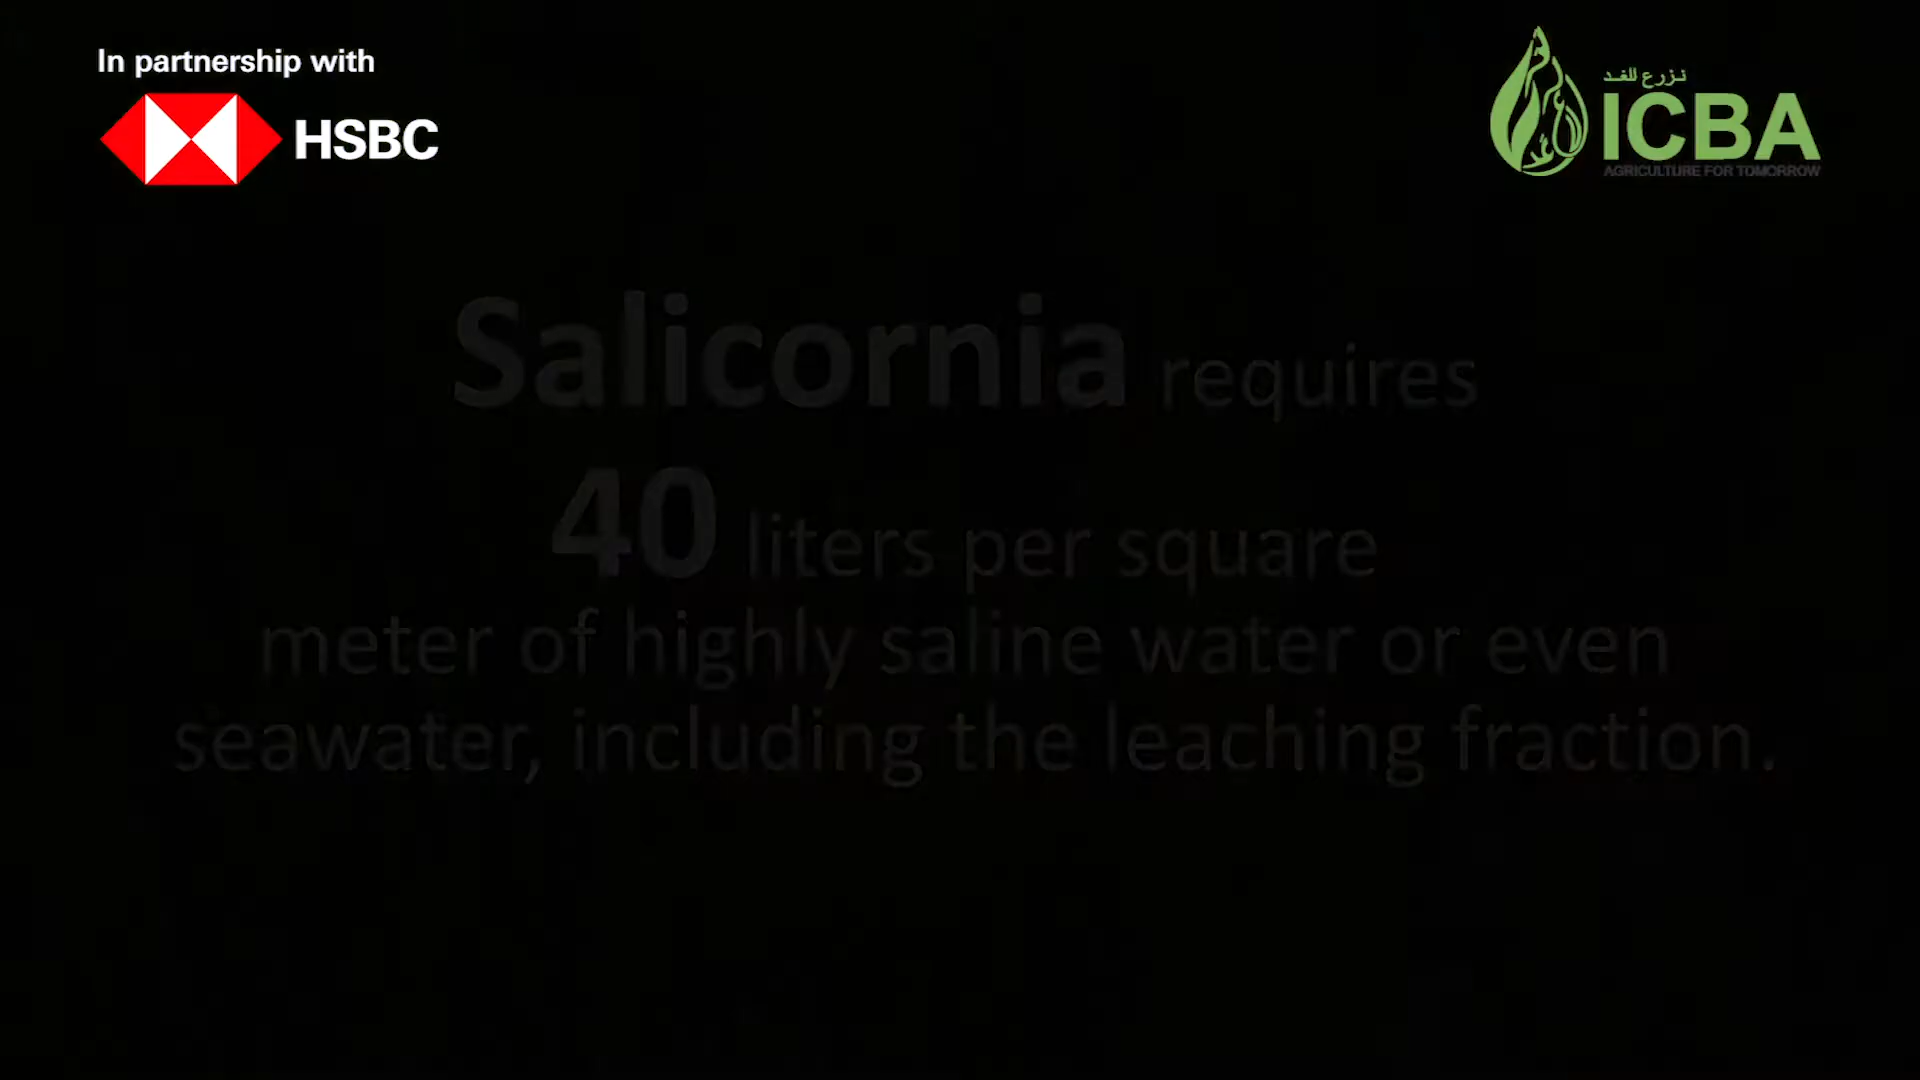 In partnership with
HSBC
نزرع للغد
ICBA
AGRICULTURE FOR TOMORROW
Salicornia requires
40 liters per square
meter of highly saline water or even
seawater, including the leaching fraction.